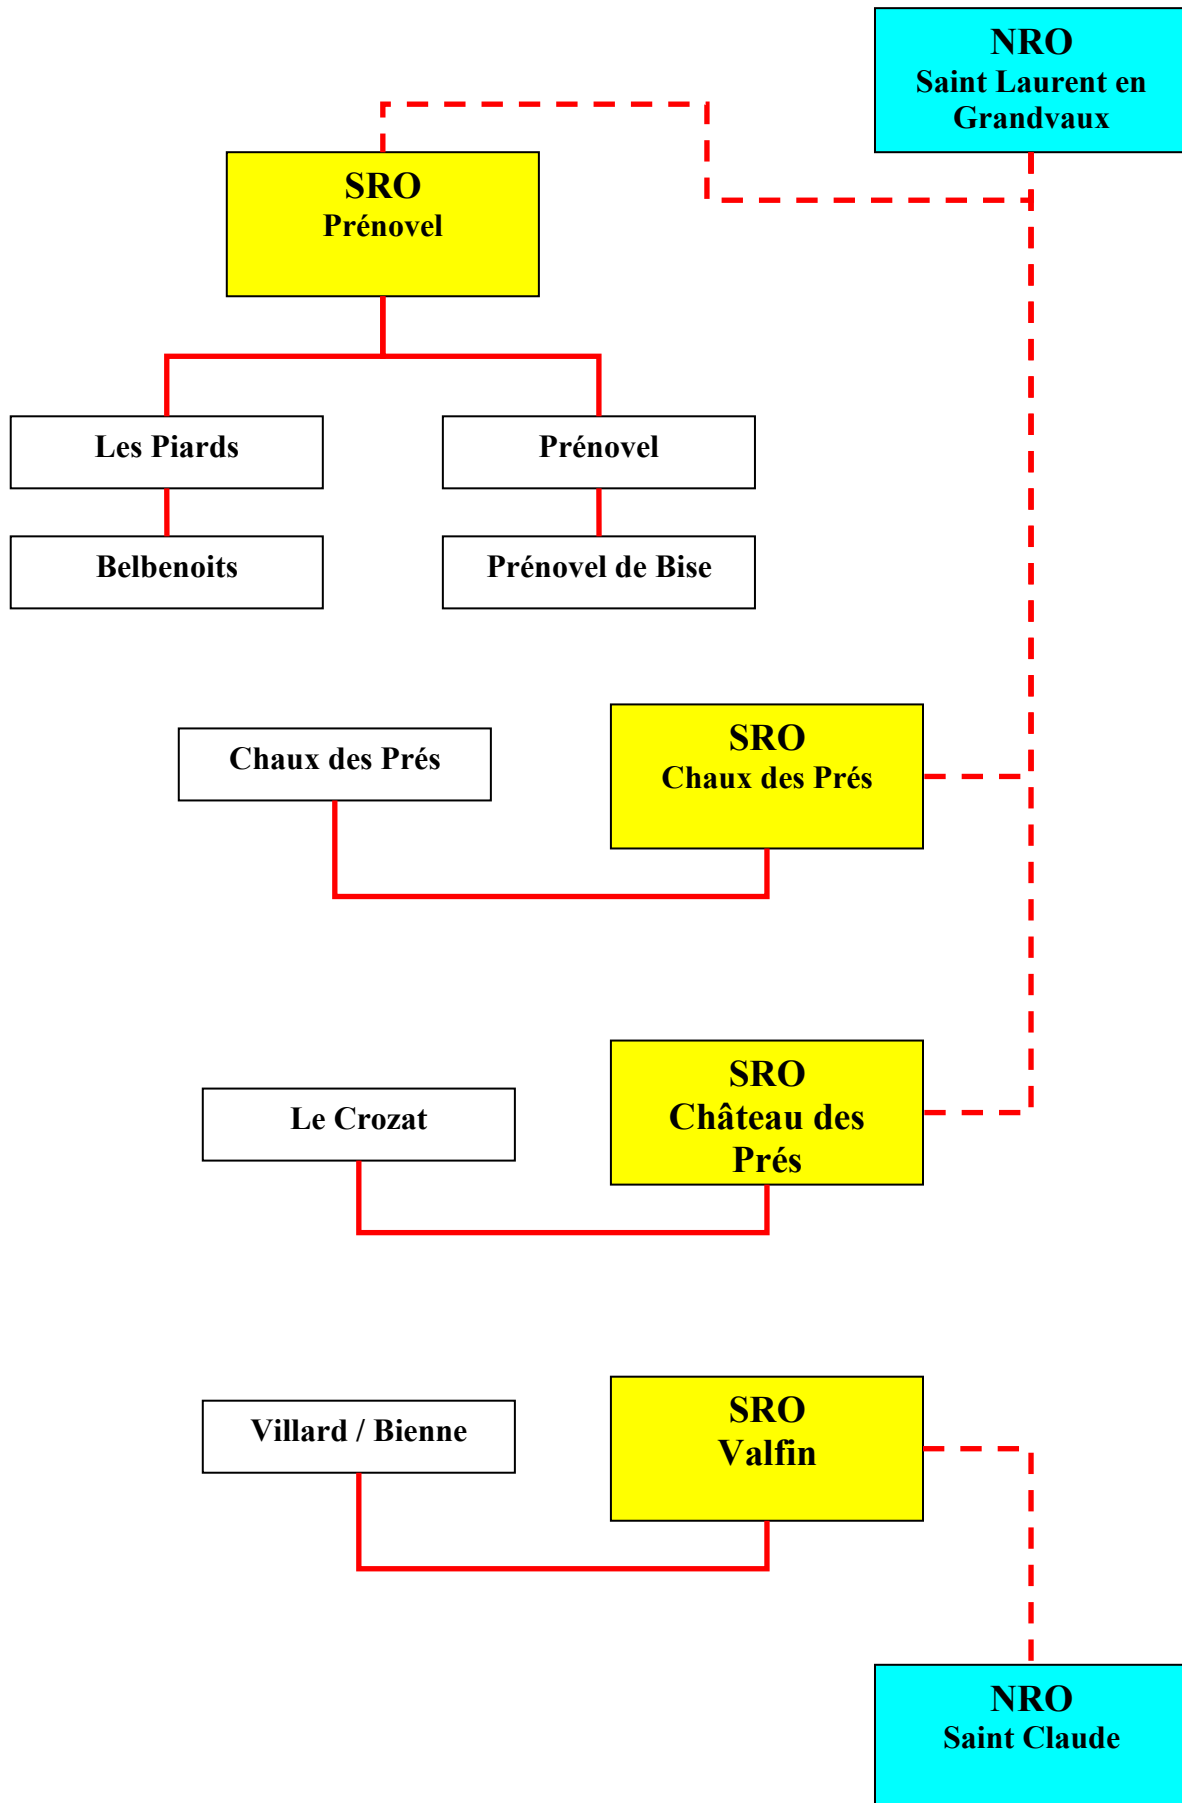 NRO
Saint Laurent en
Grandvaux
SRO
Prénovel
Les Piards
Prénovel
Belbenoits
Prénovel de Bise
Chaux des Prés
SRO
Chaux des Prés
Le Crozat
SRO
Château des
Prés
Villard / Bienne
SRO
Valfin
NRO
Saint Claude